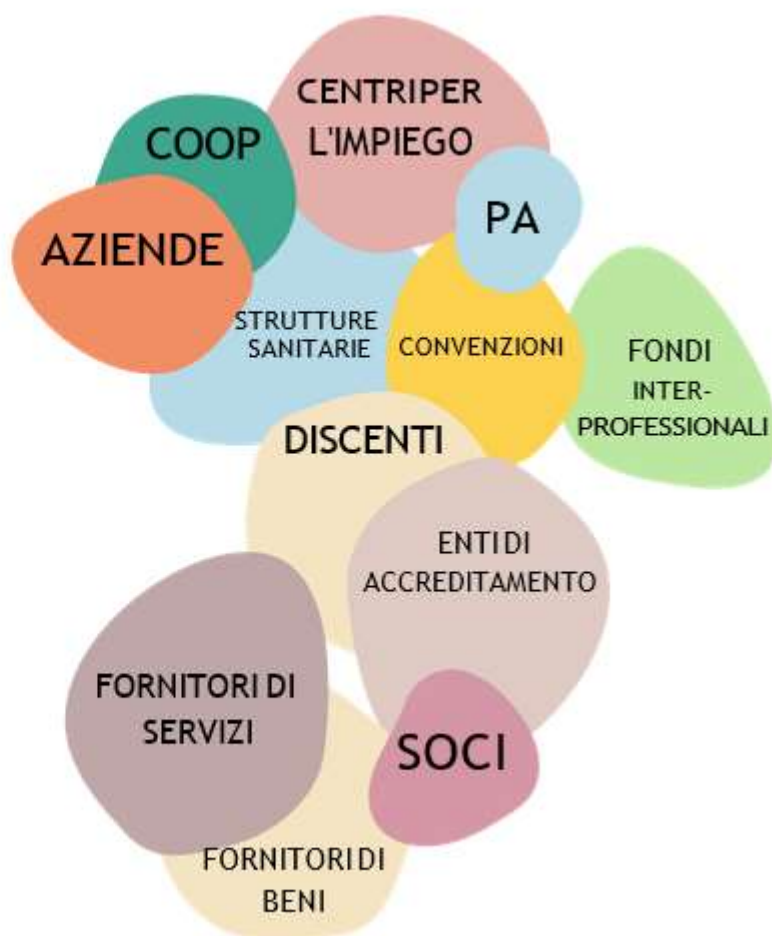 CENTRIPER
L'IMPIEGO
COOP
PA
AZIENDE
STRUTTURE
SANITARIE
CONVENZIONI
FONDI
INTER-
PROFESSIONALI
DISCENTI
ENTI DI
ACCREDITAMENTO
FORNITORI DI
SERVIZI
SOCI
FORNITORI DI
BENI